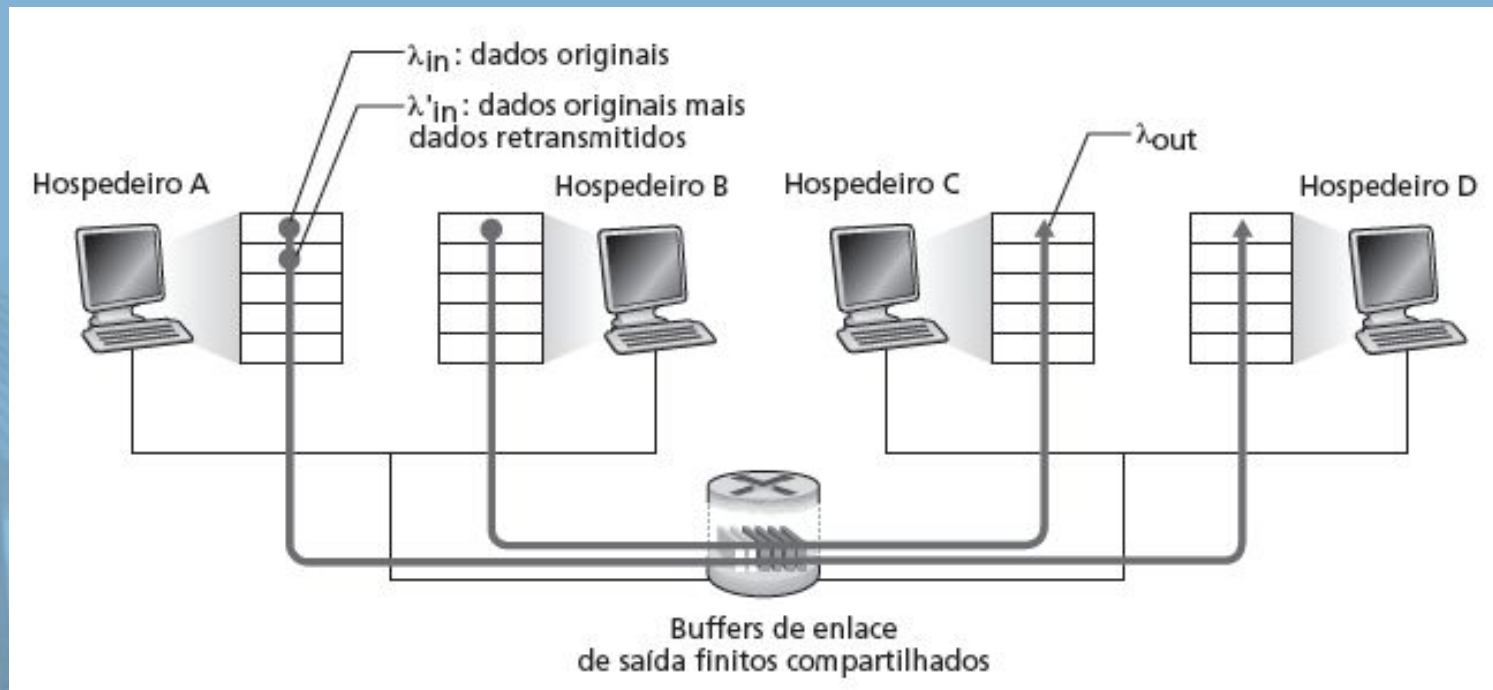 λin : dados originais
λ'in : dados originais mais
dados retransmitidos
λout
Hospedeiro A
Hospedeiro B
Hospedeiro C
Hospedeiro D
Buffers de enlace
de saída finitos compartilhados